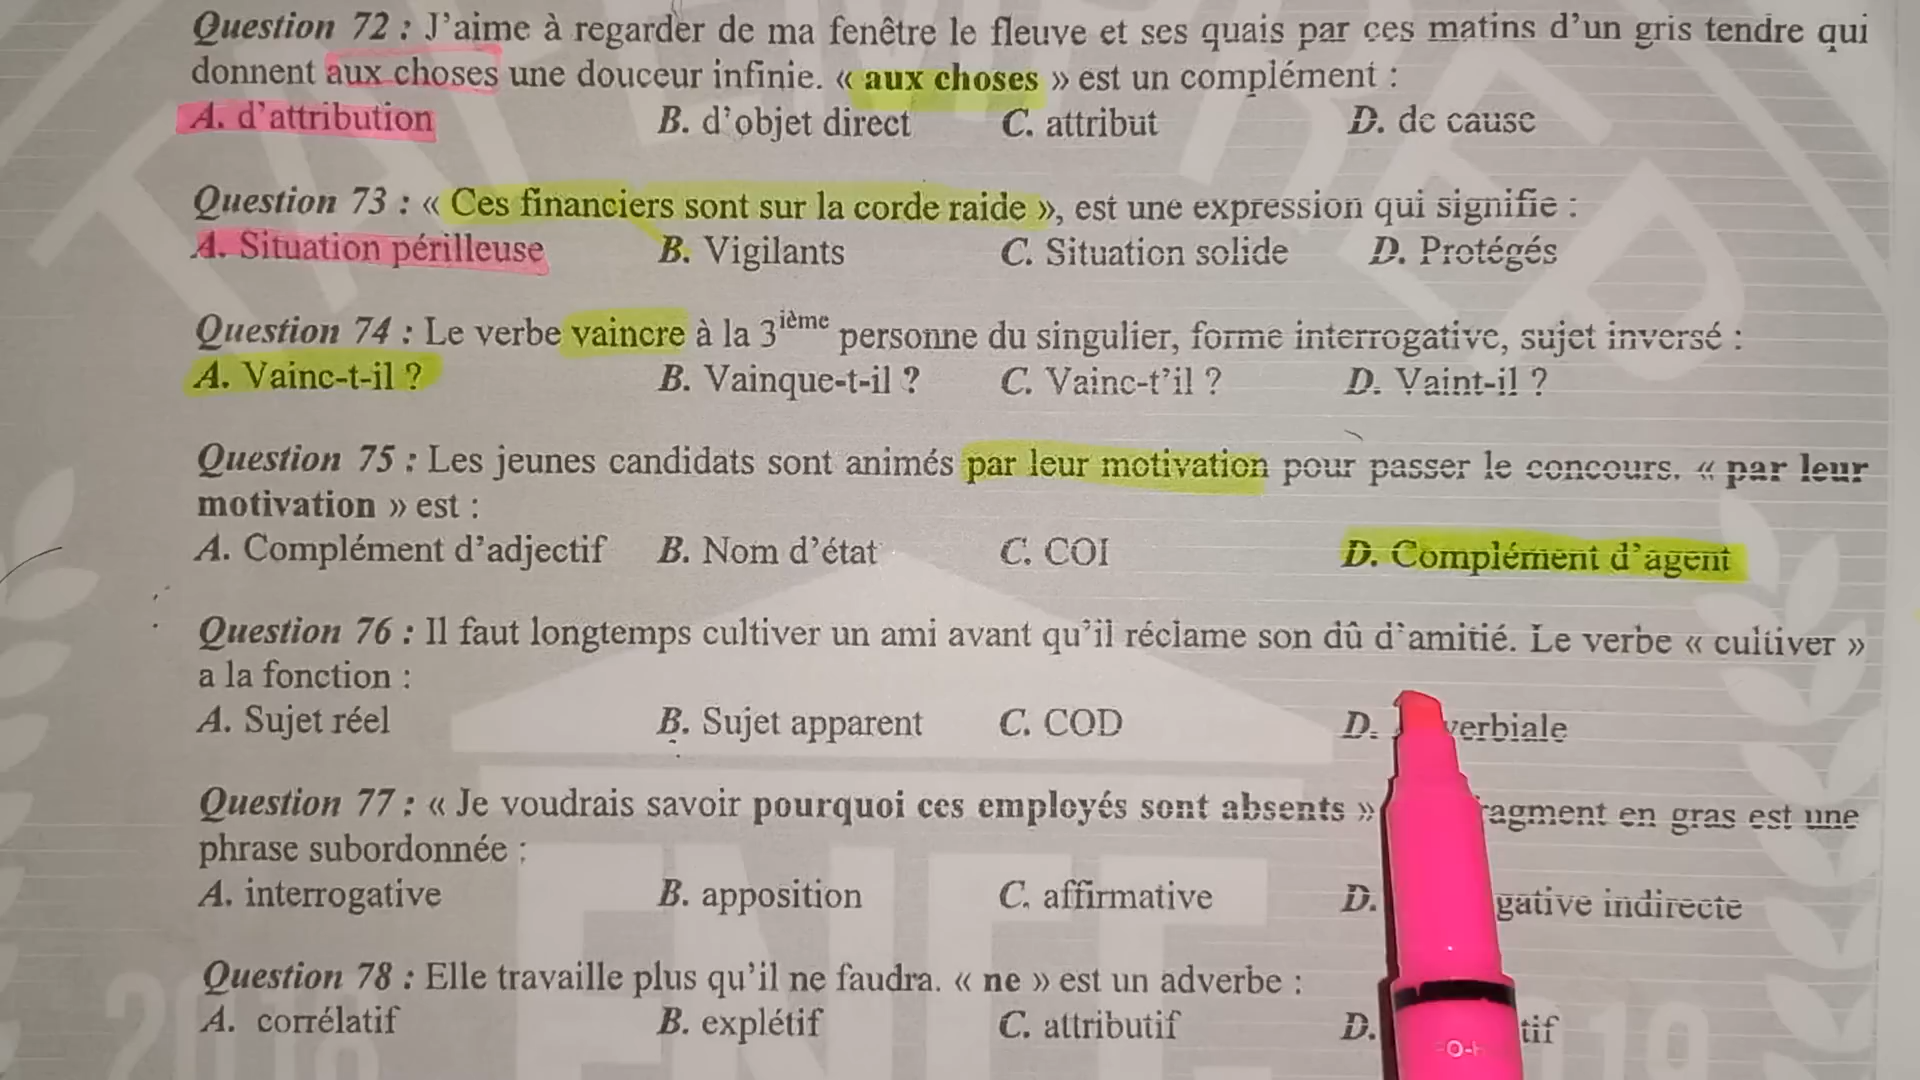 Question 72 : J'aime à regarder de ma fenêtre le fleuve et ses quais par ces matins d'un gris tendre qui
donnent aux choses une douceur infinie. « aux choses » est un complément :
A. d'attribution B. d'objet direct C. attribut D. de cause
Question 73 : « Ces financiers sont sur la corde raide », est une expression qui signifie :
A. Situation périlleuse B. Vigilants C. Situation solide D. Protégés
Question 74 : Le verbe vaincre à la 3ième personne du singulier, forme interrogative, sujet inversé :
A. Vainc-t-il ? B. Vainque-t-il ? C. Vainc-t'il ? D. Vaint-il ?
Question 75 : Les jeunes candidats sont animés par leur motivation pour passer le concours. « par leur
motivation » est :
A. Complément d'adjectif B. Nom d'état C. COI D. Complément d'agent
Question 76 : Il faut longtemps cultiver un ami avant qu'il réclame son dû d'amitié. Le verbe « cultiver »
a la fonction :
A. Sujet réel B. Sujet apparent C. COD D. verbiale
Question 77 : « Je voudrais savoir pourquoi ces employés sont absents » ragment en gras est une
phrase subordonnée :
A. interrogative B. apposition C. affirmative D. gative indirecte
Question 78 : Elle travaille plus qu'il ne faudra. « ne » est un adverbe :
A. corrélatif B. explétif C. attributif D. tif